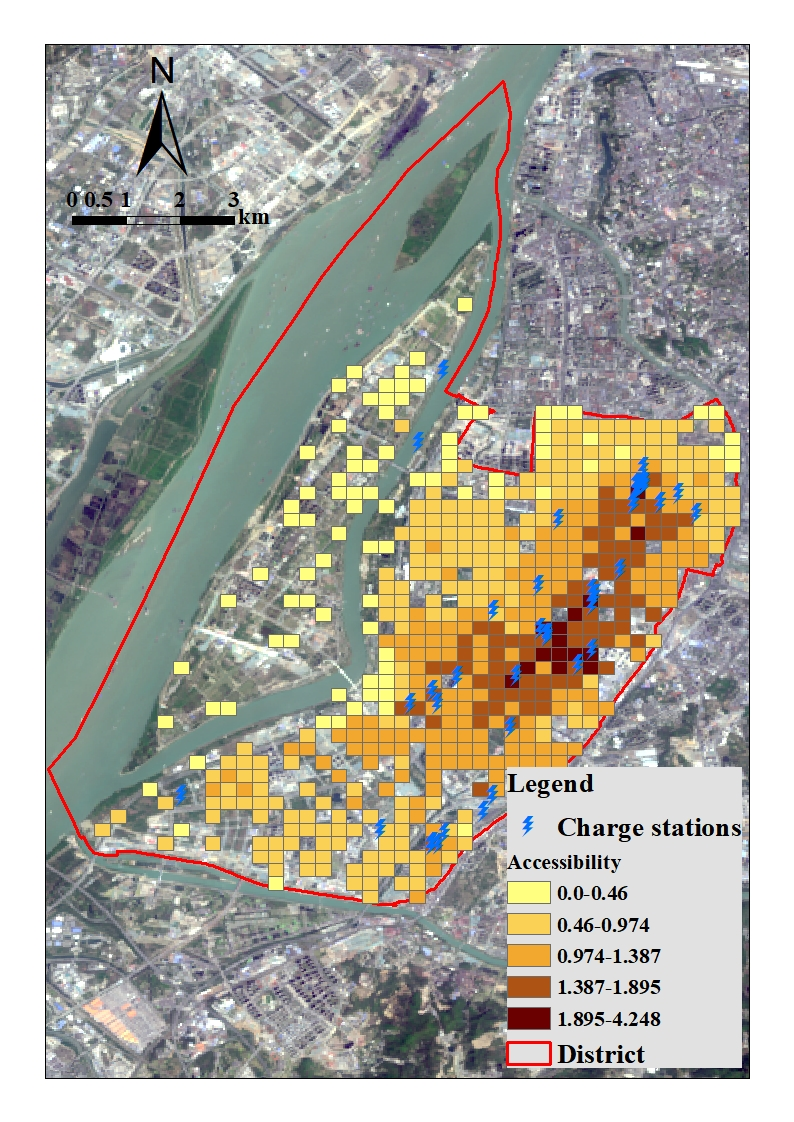 N
0 0.5 1 2 3
km
Legend
Charge stations
Accessibility
0.0-0.46
0.46-0.974
0.974-1.387
1.387-1.895
1.895-4.248
District